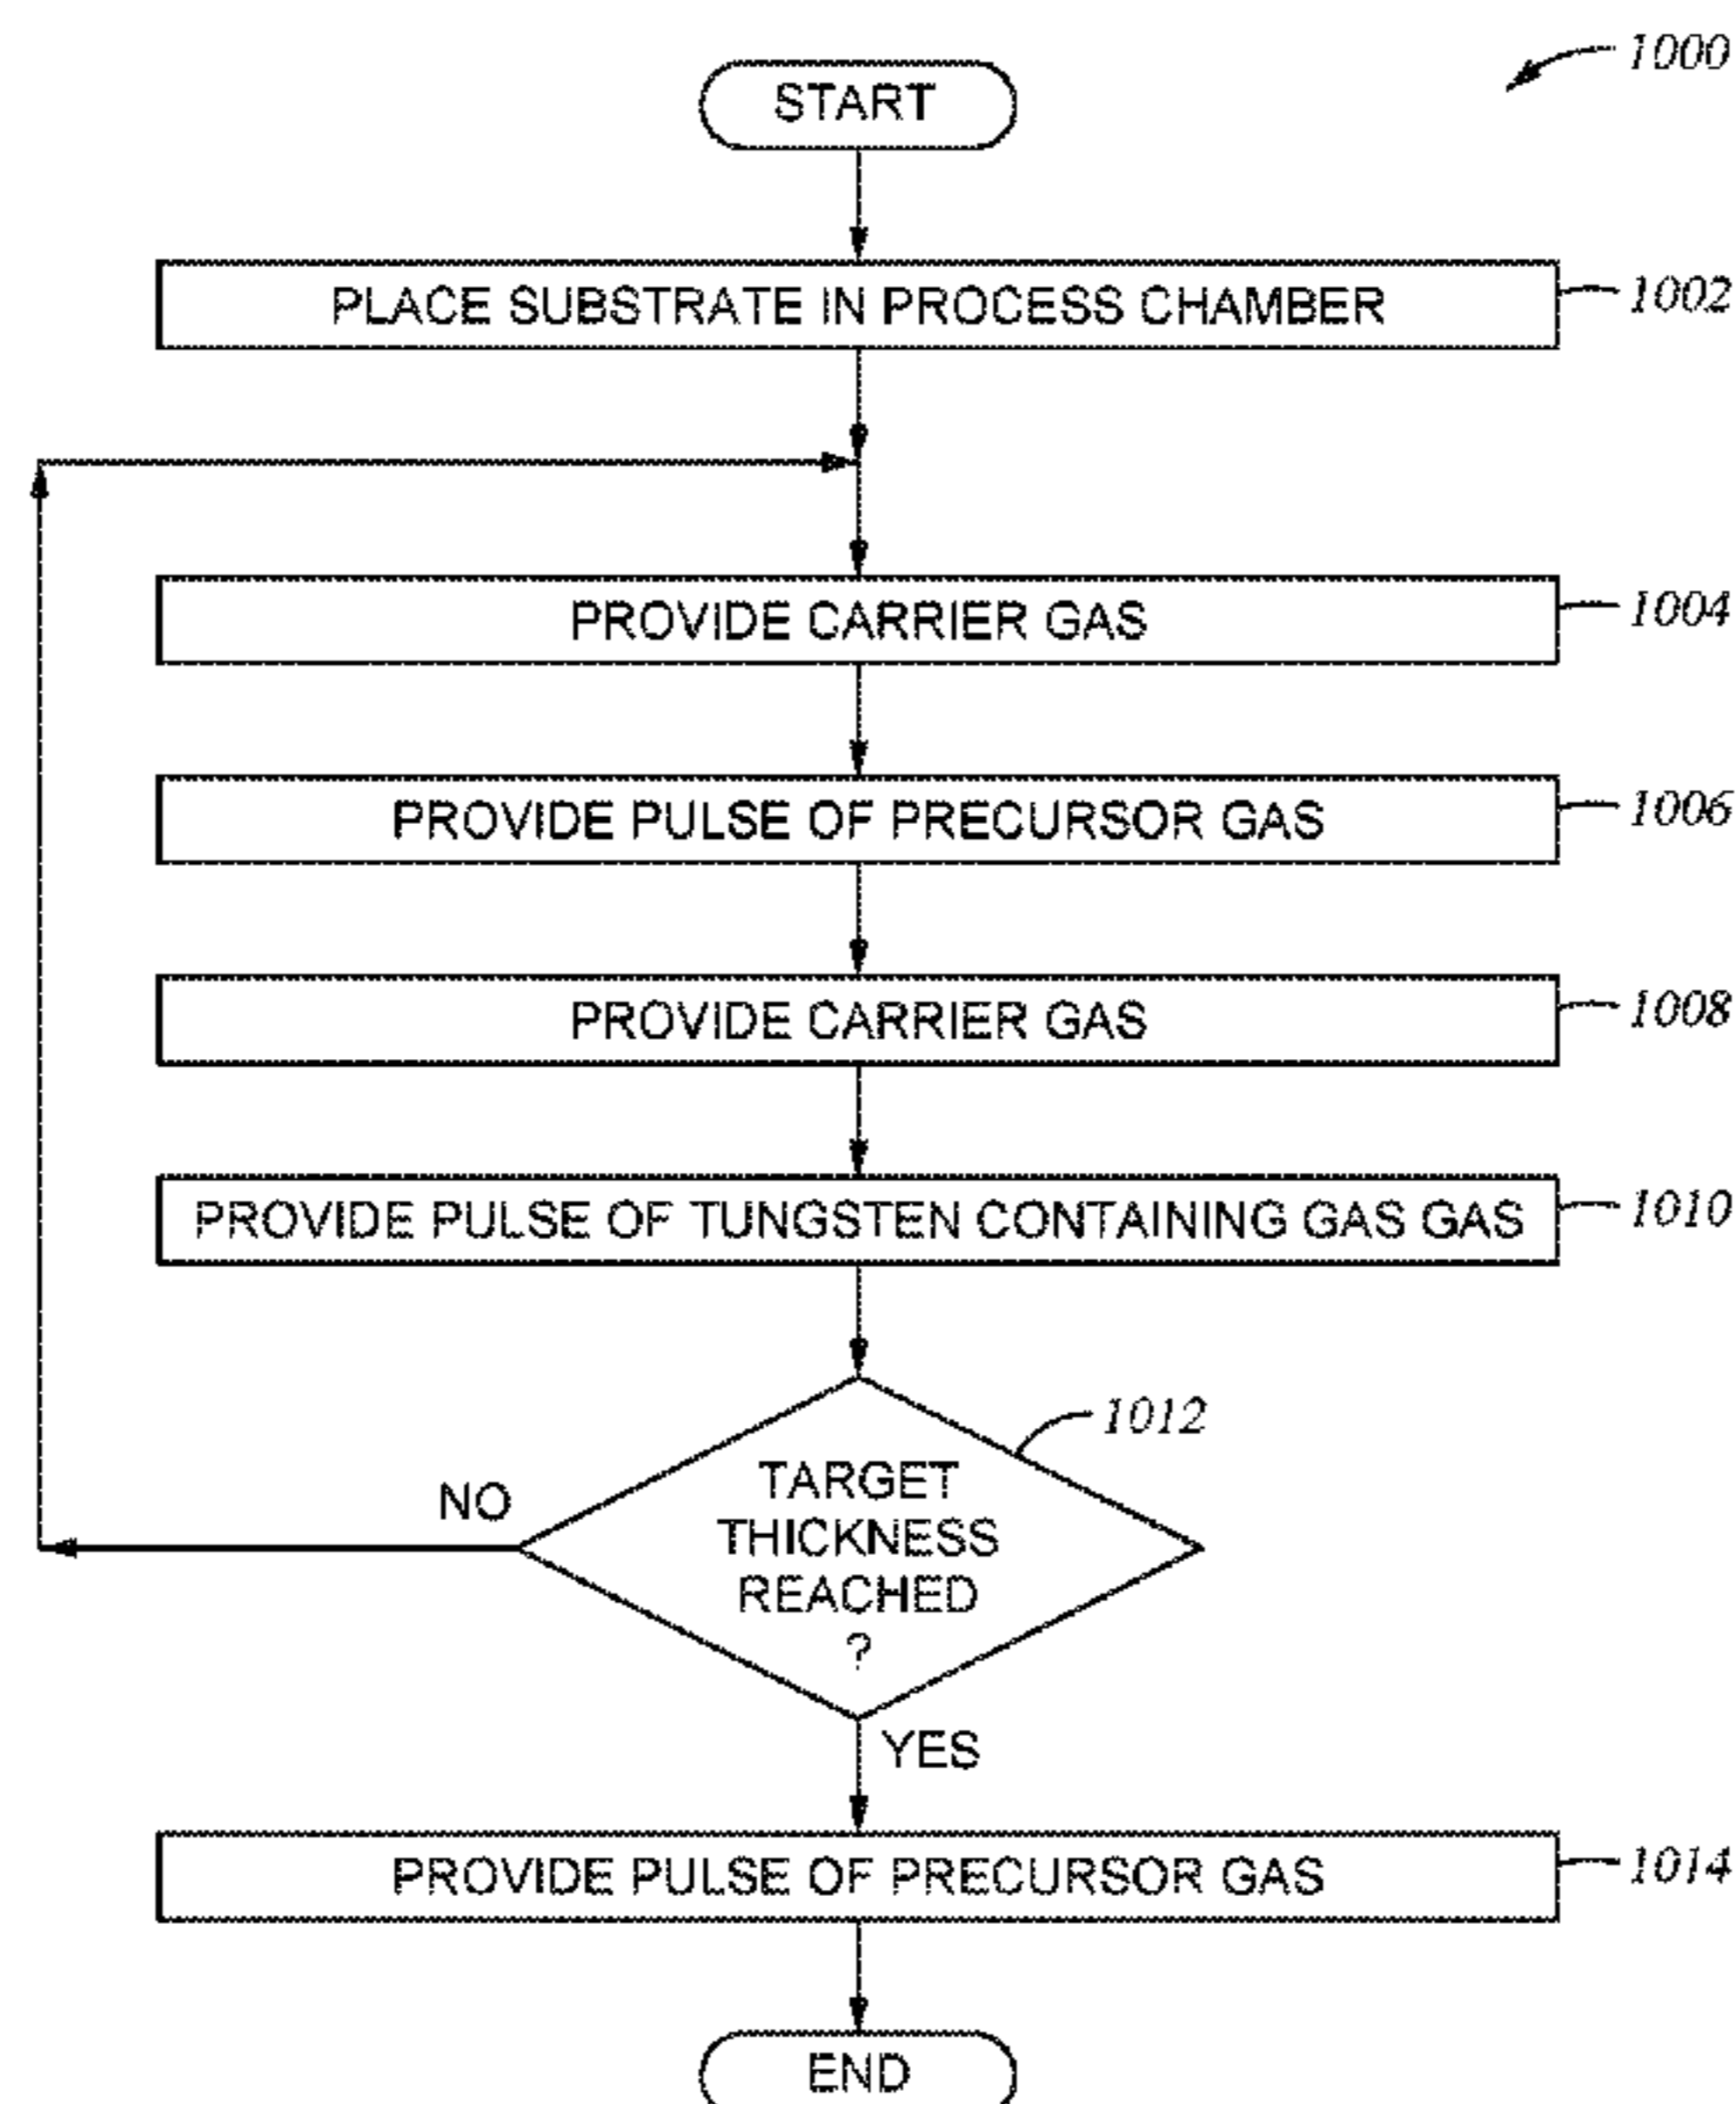 1000
START
PLACE SUBSTRATE IN PROCESS CHAMBER 1002
PROVIDE CARRIER GAS 1004
PROVIDE PULSE OF PRECURSOR GAS 1006
PROVIDE CARRIER GAS 1008
PROVIDE PULSE OF TUNGSTEN CONTAINING GAS GAS 1010
1012
TARGET
THICKNESS
REACHED
?
NO
YES
PROVIDE PULSE OF PRECURSOR GAS 1014
END